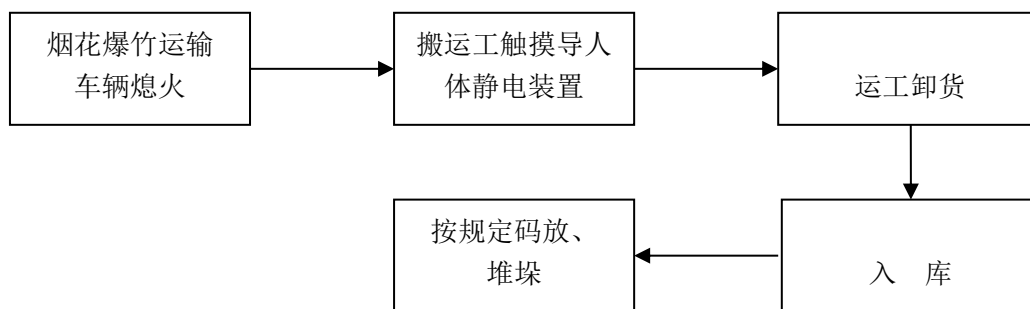 烟花爆竹运输
车辆熄火
搬运工触摸导人
体静电装置
运工卸货
入 库
按规定码放、
堆垛